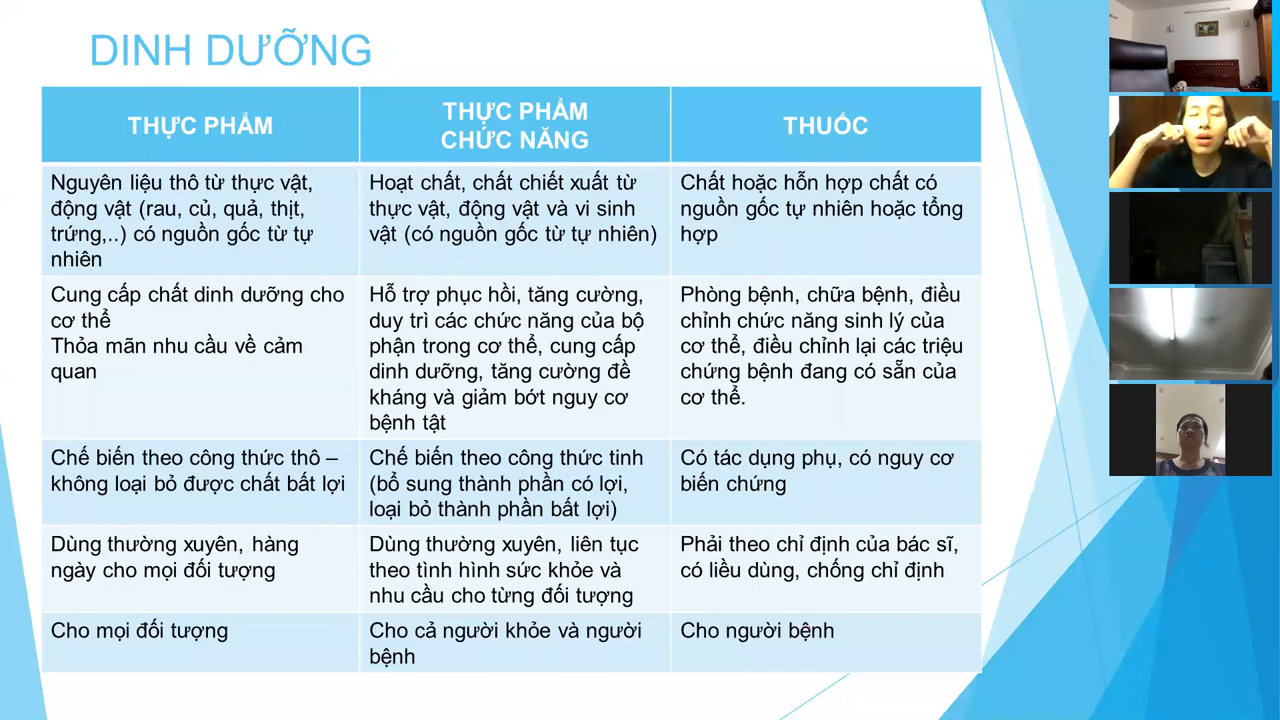 DINH DƯỠNG
THỰC PHẨM
THỰC PHẨM
CHỨC NĂNG
THUỐC
Nguyên liệu thô từ thực vật,
động vật (rau, củ, quả, thịt,
trứng,..) có nguồn gốc từ tự
nhiên
Hoạt chất, chất chiết xuất từ
thực vật, động vật và vi sinh
vật (có nguồn gốc từ tự nhiên)
Chất hoặc hỗn hợp chất có
nguồn gốc tự nhiên hoặc tổng
hợp
Cung cấp chất dinh dưỡng cho
cơ thể
Thỏa mãn nhu cầu về cảm
quan
Hỗ trợ phục hồi, tăng cường,
duy trì các chức năng của bộ
phận trong cơ thể, cung cấp
dinh dưỡng, tăng cường đề
kháng và giảm bớt nguy cơ
bệnh tật
Phòng bệnh, chữa bệnh, điều
chỉnh chức năng sinh lý của
cơ thể, điều chỉnh lại các triệu
chứng bệnh đang có sẵn của
cơ thể.
Chế biến theo công thức thô –
không loại bỏ được chất bất lợi
Chế biến theo công thức tinh
(bổ sung thành phần có lợi,
loại bỏ thành phần bất lợi)
Có tác dụng phụ, có nguy cơ
biến chứng
Dùng thường xuyên, hàng
ngày cho mọi đối tượng
Dùng thường xuyên, liên tục
theo tình hình sức khỏe và
nhu cầu cho từng đối tượng
Phải theo chỉ định của bác sĩ,
có liều dùng, chống chỉ định
Cho mọi đối tượng
Cho cả người khỏe và người
bệnh
Cho người bệnh